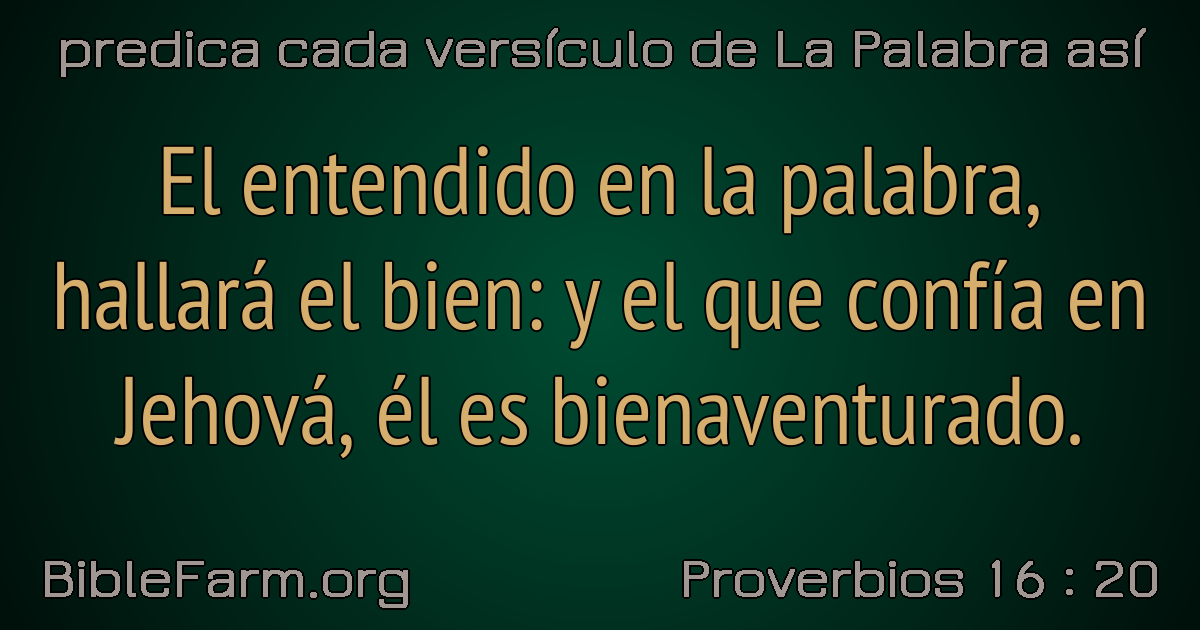 predica cada versículo de La Palabra así
El entendido en la palabra,
hallará el bien: y el que confía en
Jehová, él es bienaventurado.
BibleFarm.org
Proverbios 16 : 20